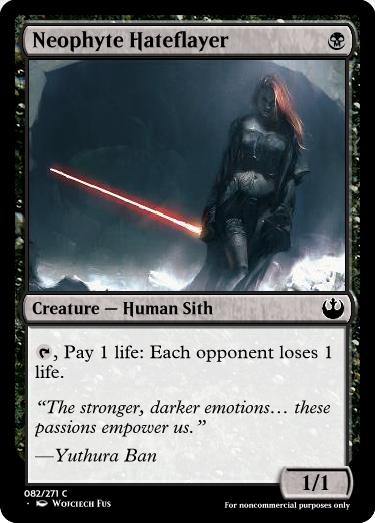 Neophyte Hateflayer
Creature — Human Sith
, Pay 1 life: Each opponent loses 1
life.
“The stronger, darker emotions… these
passions empower us.”
—Yuthura Ban
1/1
082/271 C
· Wojciech Fus
For noncommercial purposes only